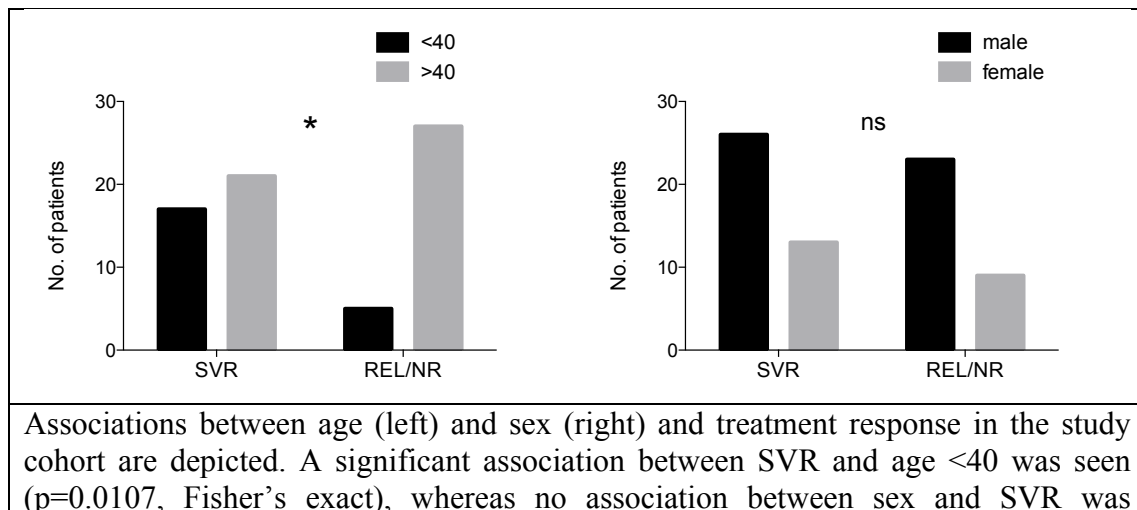 <40
>40
male
female
30
20
10
0
No. of patients
*
SVR
REL/NR
30
20
10
0
No. of patients
ns
SVR
REL/NR
Associations between age (left) and sex (right) and treatment response in the study
cohort are depicted. A significant association between SVR and age <40 was seen
(p=0.0107, Fisher’s exact), whereas no association between sex and SVR was